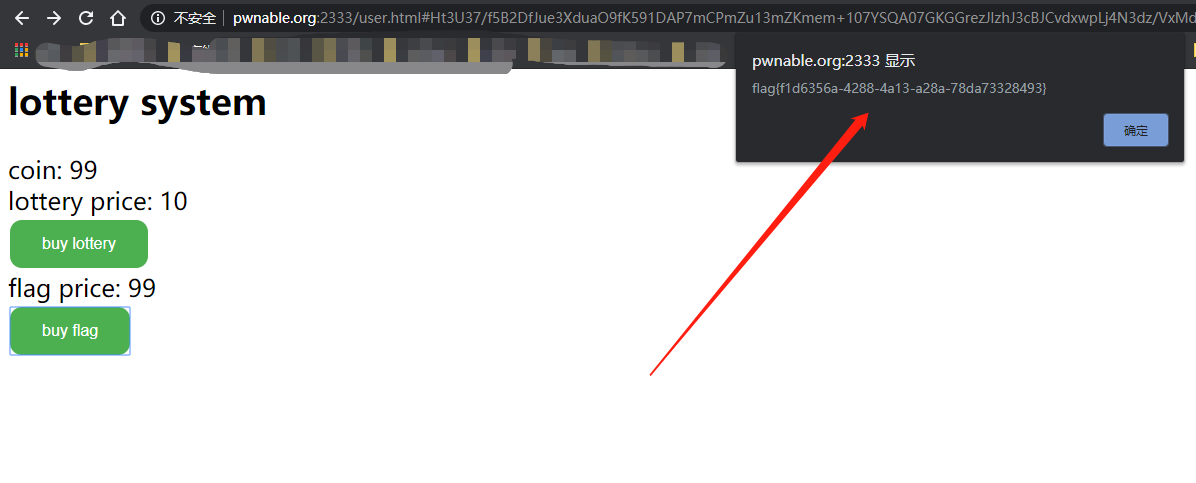 不安全 pwnable.org:2333/user.html#Ht3U37/f5B2DfJue3XduaO9fK591DAP7mCPmZu13mZKmem+107YSQA07GKGGrezJlzhJ3cBJCvdxwpLj4N3dz/VxMd
pwnable.org:2333 显示
flag{f1d6356a-4288-4a13-a28a-78da73328493}
确定
lottery system
coin: 99
lottery price: 10
buy lottery
flag price: 99
buy flag